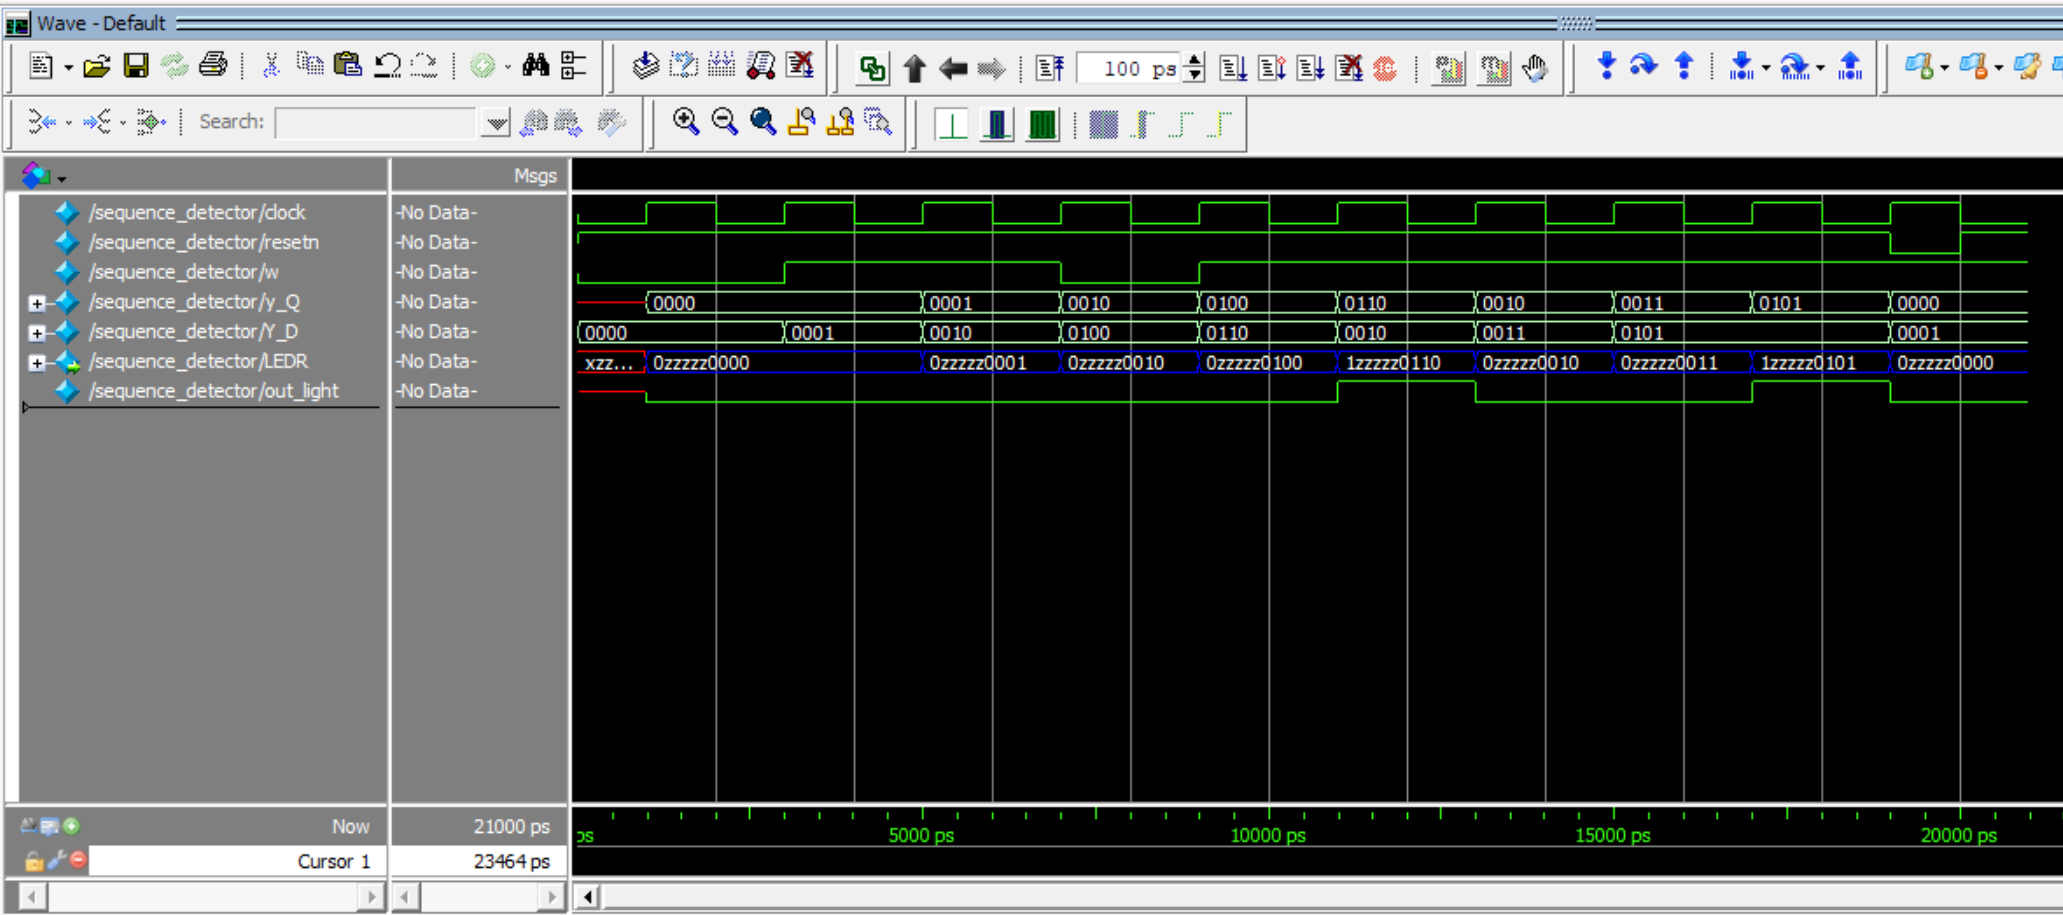 Wave - Default
100 ps
Search:
Msgs
/sequence_detector/clock -No Data-
/sequence_detector/resetn -No Data-
/sequence_detector/w -No Data-
/sequence_detector/y_Q -No Data- 0000 0001 0010 0100 0110 0010 0011 0101 0000
/sequence_detector/Y_D -No Data- 0000 0001 0010 0100 0110 0010 0011 0101 0001
/sequence_detector/LEDR -No Data- xzz... 0zzzzz0000 0zzzzz0001 0zzzzz0010 0zzzzz0100 1zzzzz0110 0zzzzz0010 0zzzzz0011 1zzzzz0101 0zzzzz0000
/sequence_detector/out_light -No Data-
Now 21000 ps ps 5000 ps 10000 ps 15000 ps 20000 ps
Cursor 1 23464 ps